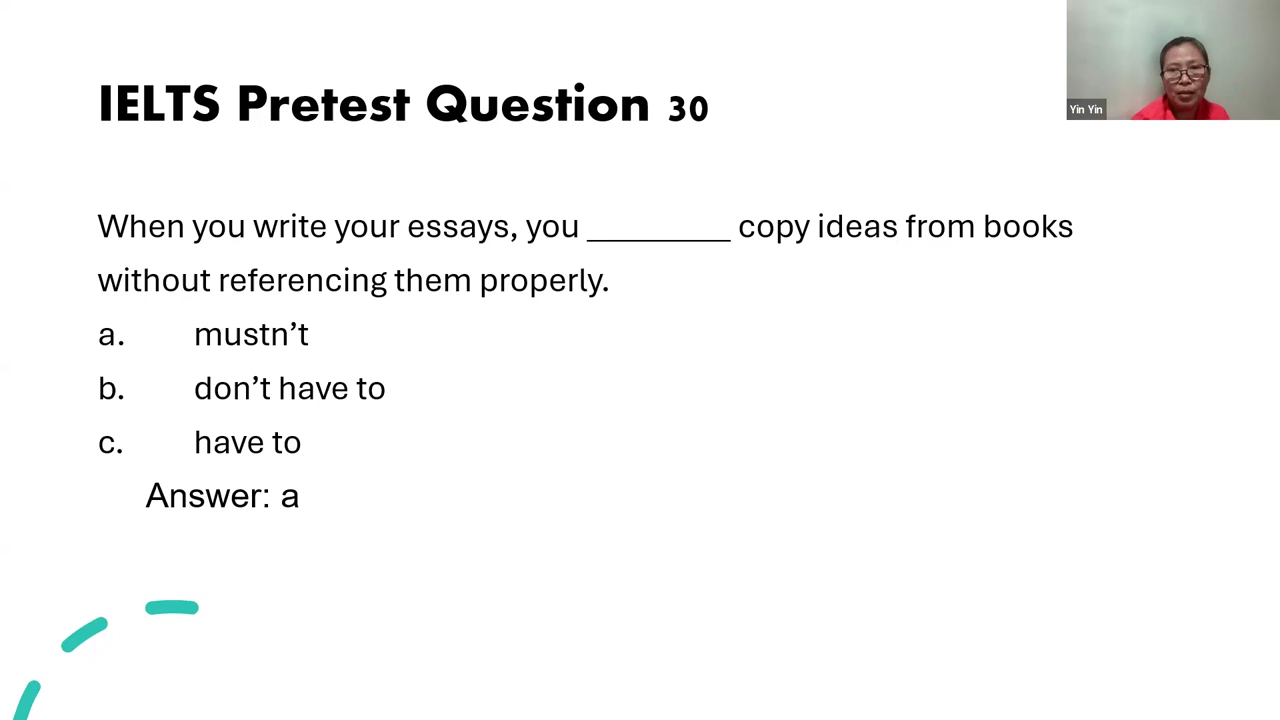 IELTS Pretest Question 30
Yin Yin
When you write your essays, you _________ copy ideas from books
without referencing them properly.
a. mustn’t
b. don’t have to
c. have to
Answer: a